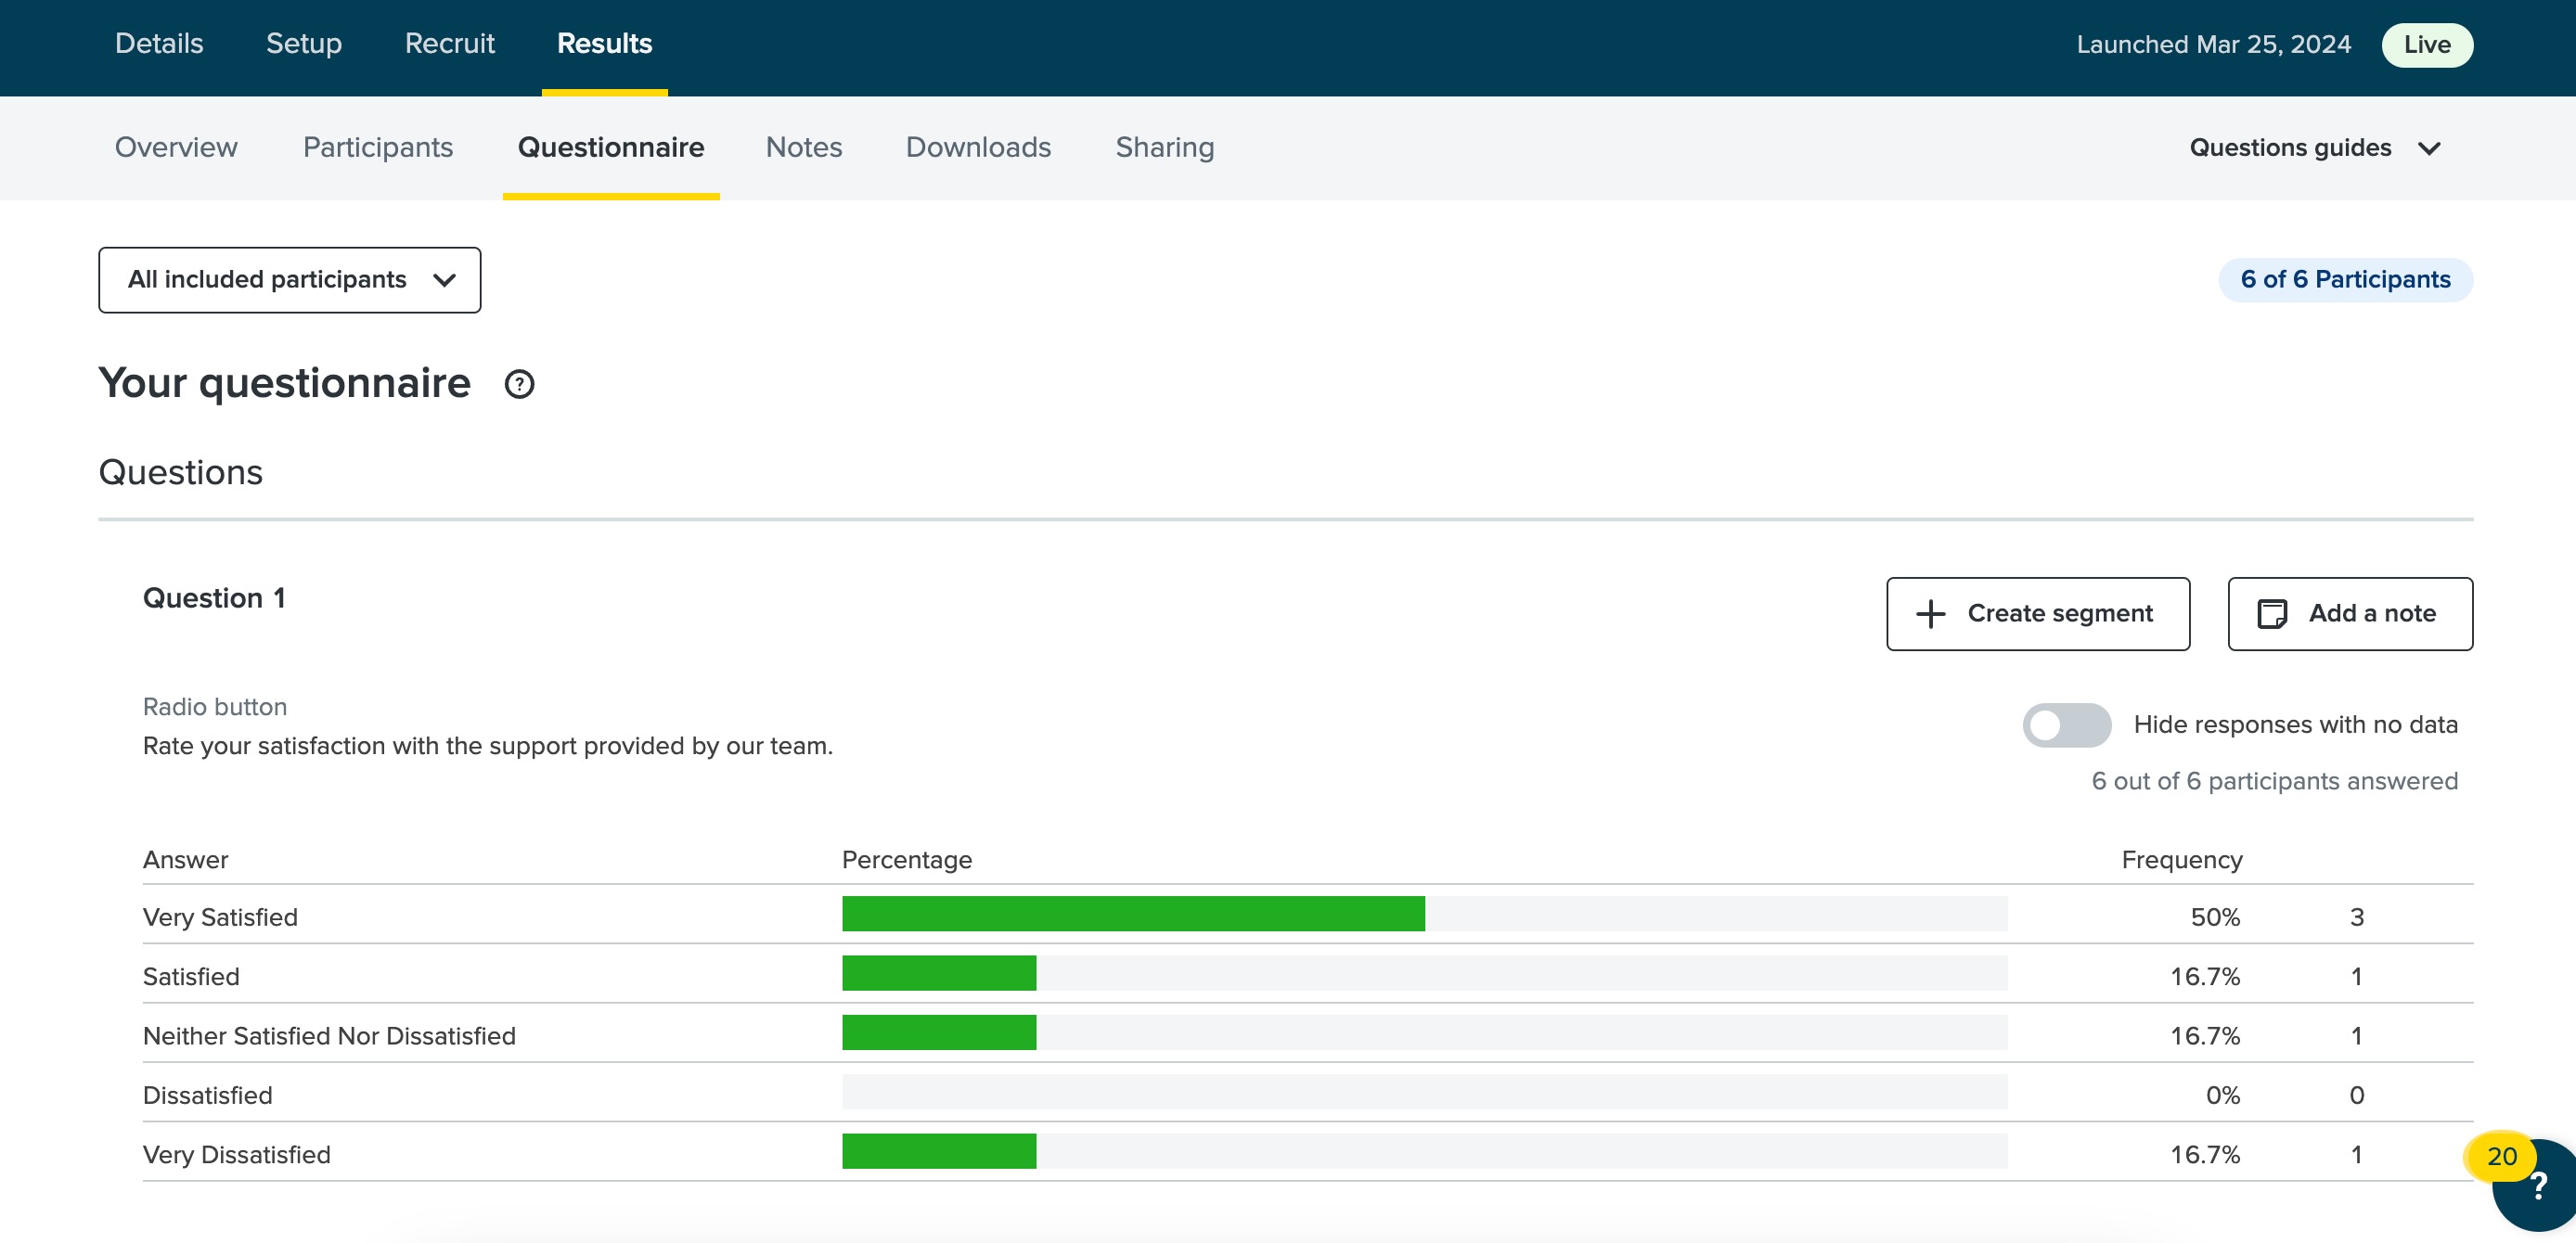 Details Setup Recruit Results Launched Mar 25, 2024 Live
Overview Participants Questionnaire Notes Downloads Sharing Questions guides
All included participants 6 of 6 Participants
Your questionnaire ?
Questions
Question 1 Create segment Add a note
Radio button
Rate your satisfaction with the support provided by our team.
Hide responses with no data
6 out of 6 participants answered
Answer Percentage Frequency
Very Satisfied 50% 3
Satisfied 16.7% 1
Neither Satisfied Nor Dissatisfied 16.7% 1
Dissatisfied 0% 0
Very Dissatisfied 16.7% 1
20
?